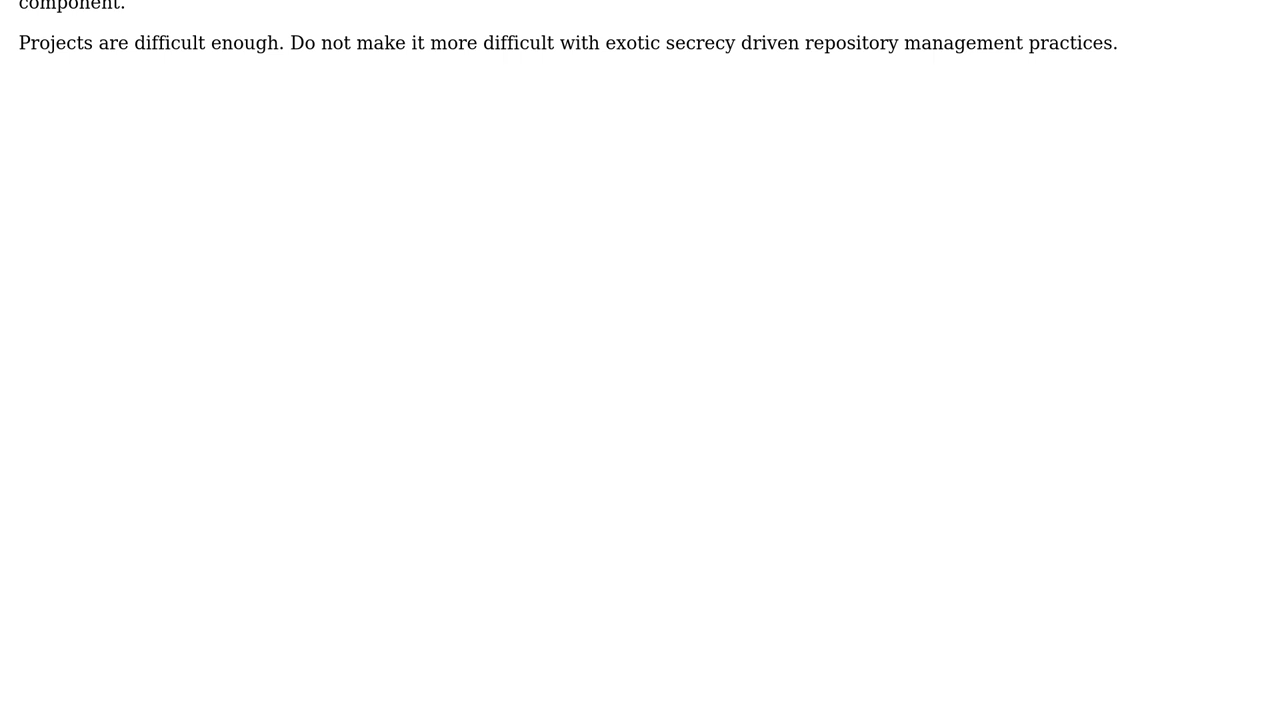 component.
Projects are difficult enough. Do not make it more difficult with exotic secrecy driven repository management practices.